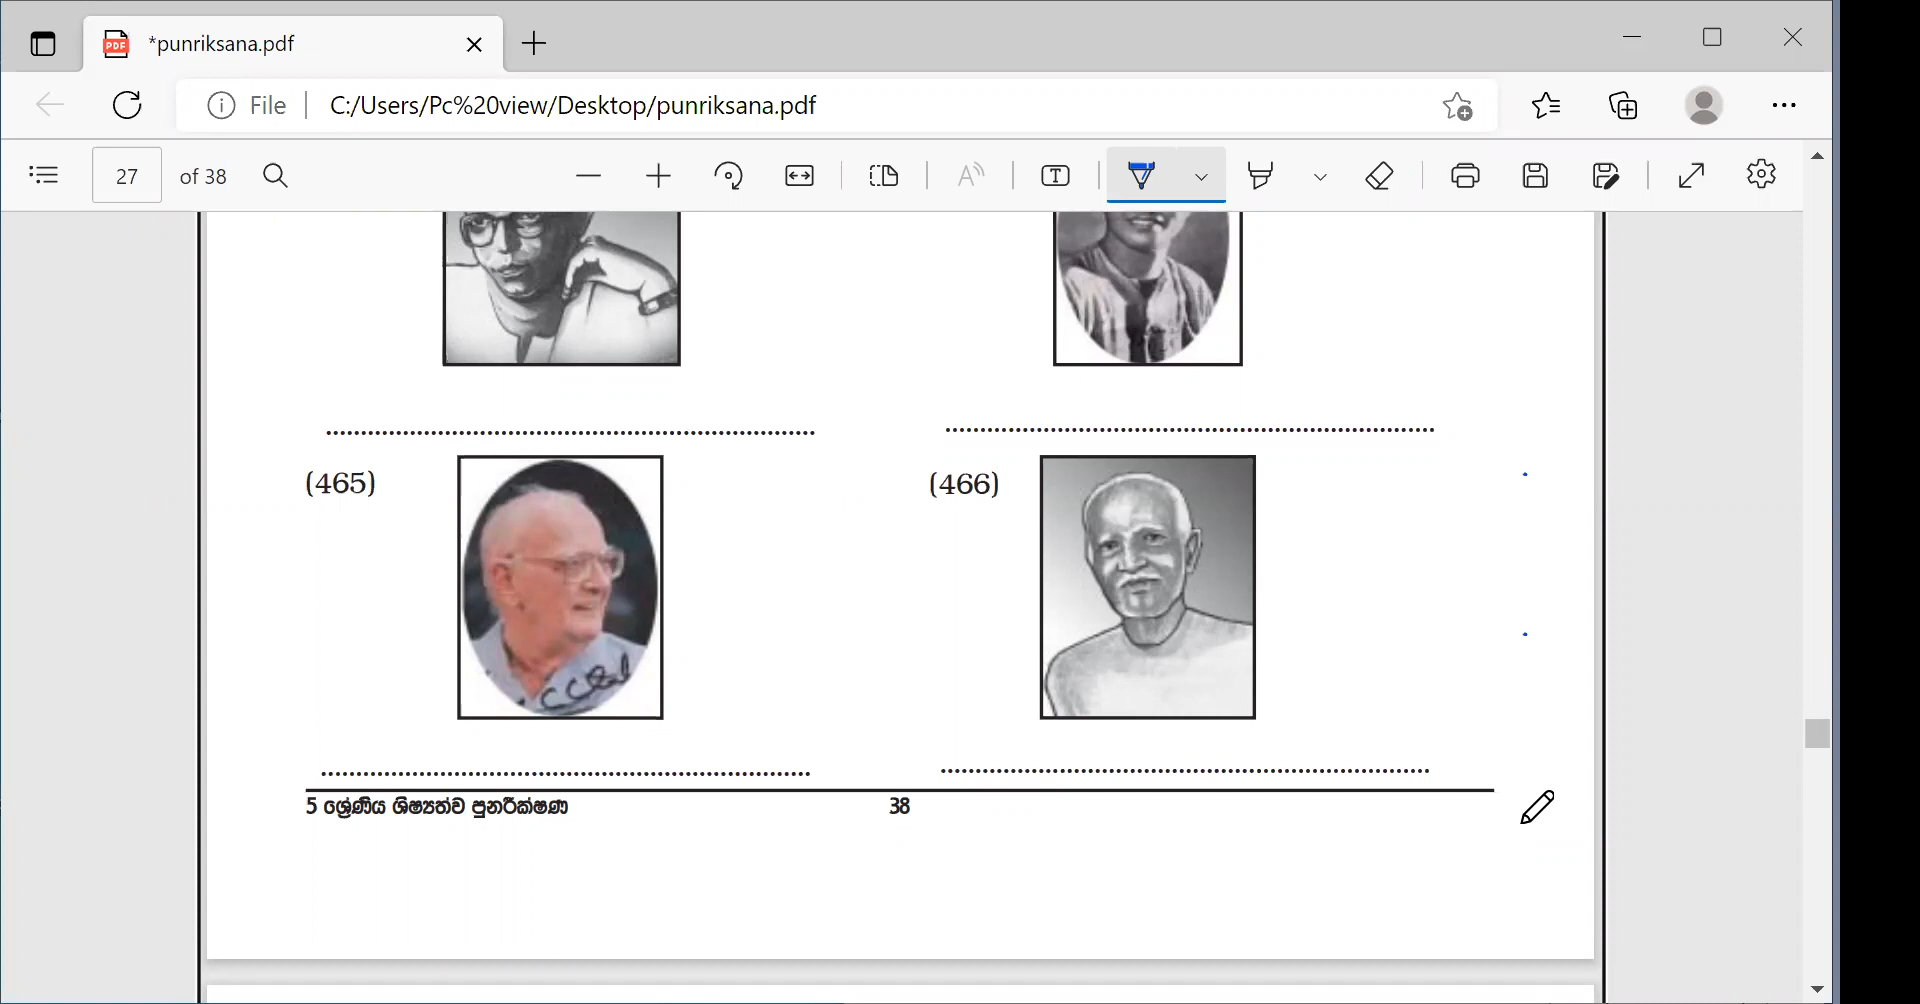 *punriksana.pdf
File C:/Users/Pc%20view/Desktop/punriksana.pdf
27 of 38
(465) (466)
5 ශ්‍රේණිය ශිෂ්‍යත්ව පුනරීක්ෂණ 38